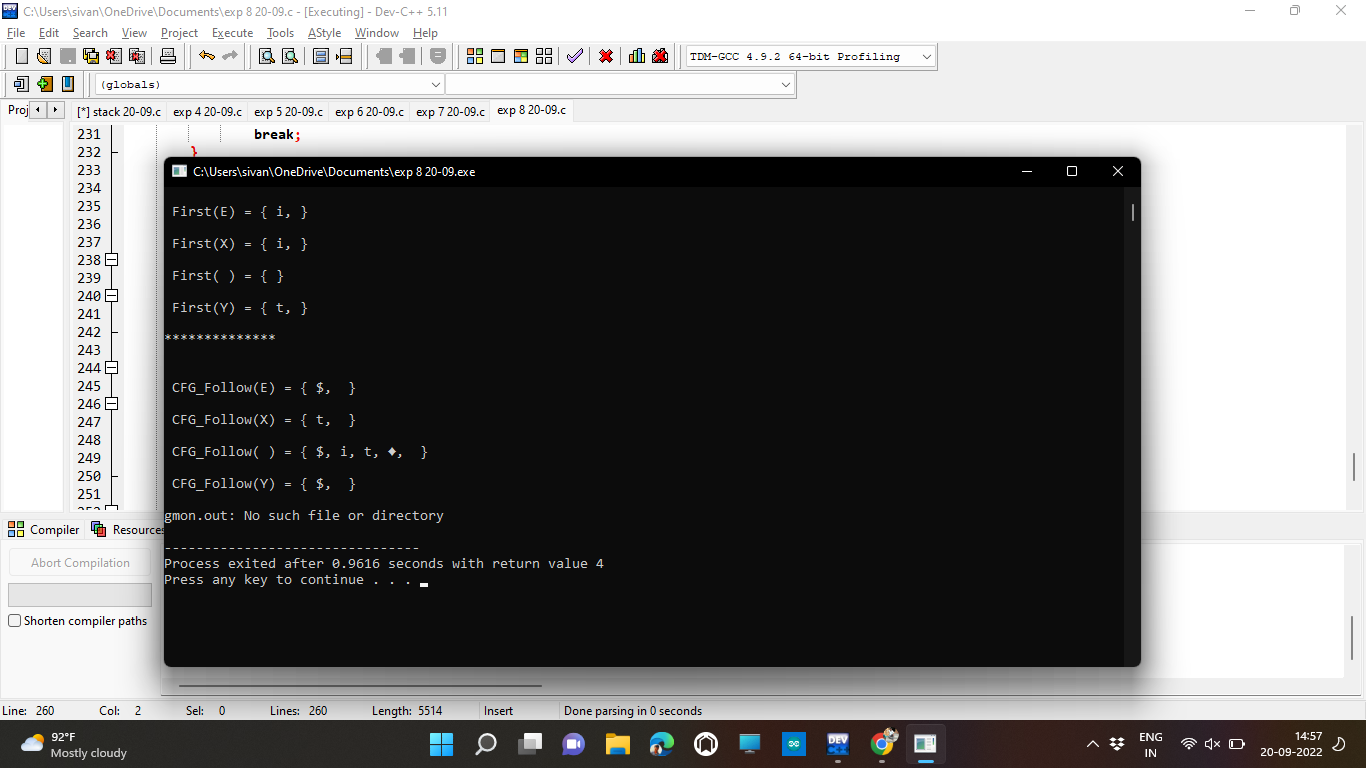 C:\Users\sivan\OneDrive\Documents\exp 8 20-09.c - [Executing] - Dev-C++ 5.11
File Edit Search View Project Execute Tools AStyle Window Help
TDM-GCC 4.9.2 64-bit Profiling
(globals)
Proj [*] stack 20-09.c exp 4 20-09.c exp 5 20-09.c exp 6 20-09.c exp 7 20-09.c exp 8 20-09.c
231 break;
232 }
233
234
235
236
237
238
239
240
241
242
243
244
245
246
247
248
249
250
251
252
C:\Users\sivan\OneDrive\Documents\exp 8 20-09.exe
First(E) = { i, }
First(X) = { i, }
First( ) = { }
First(Y) = { t, }
**************
CFG_Follow(E) = { $,  }
CFG_Follow(X) = { t,  }
CFG_Follow( ) = { $, i, t, ♦,  }
CFG_Follow(Y) = { $,  }
gmon.out: No such file or directory
--------------------------------
Process exited after 0.9616 seconds with return value 4
Press any key to continue . . .
Compiler Resources
Abort Compilation
Shorten compiler paths
Line: 260 Col: 2 Sel: 0 Lines: 260 Length: 5514 Insert Done parsing in 0 seconds
92°F
Mostly cloudy
DEV
ENG
IN
14:57
20-09-2022